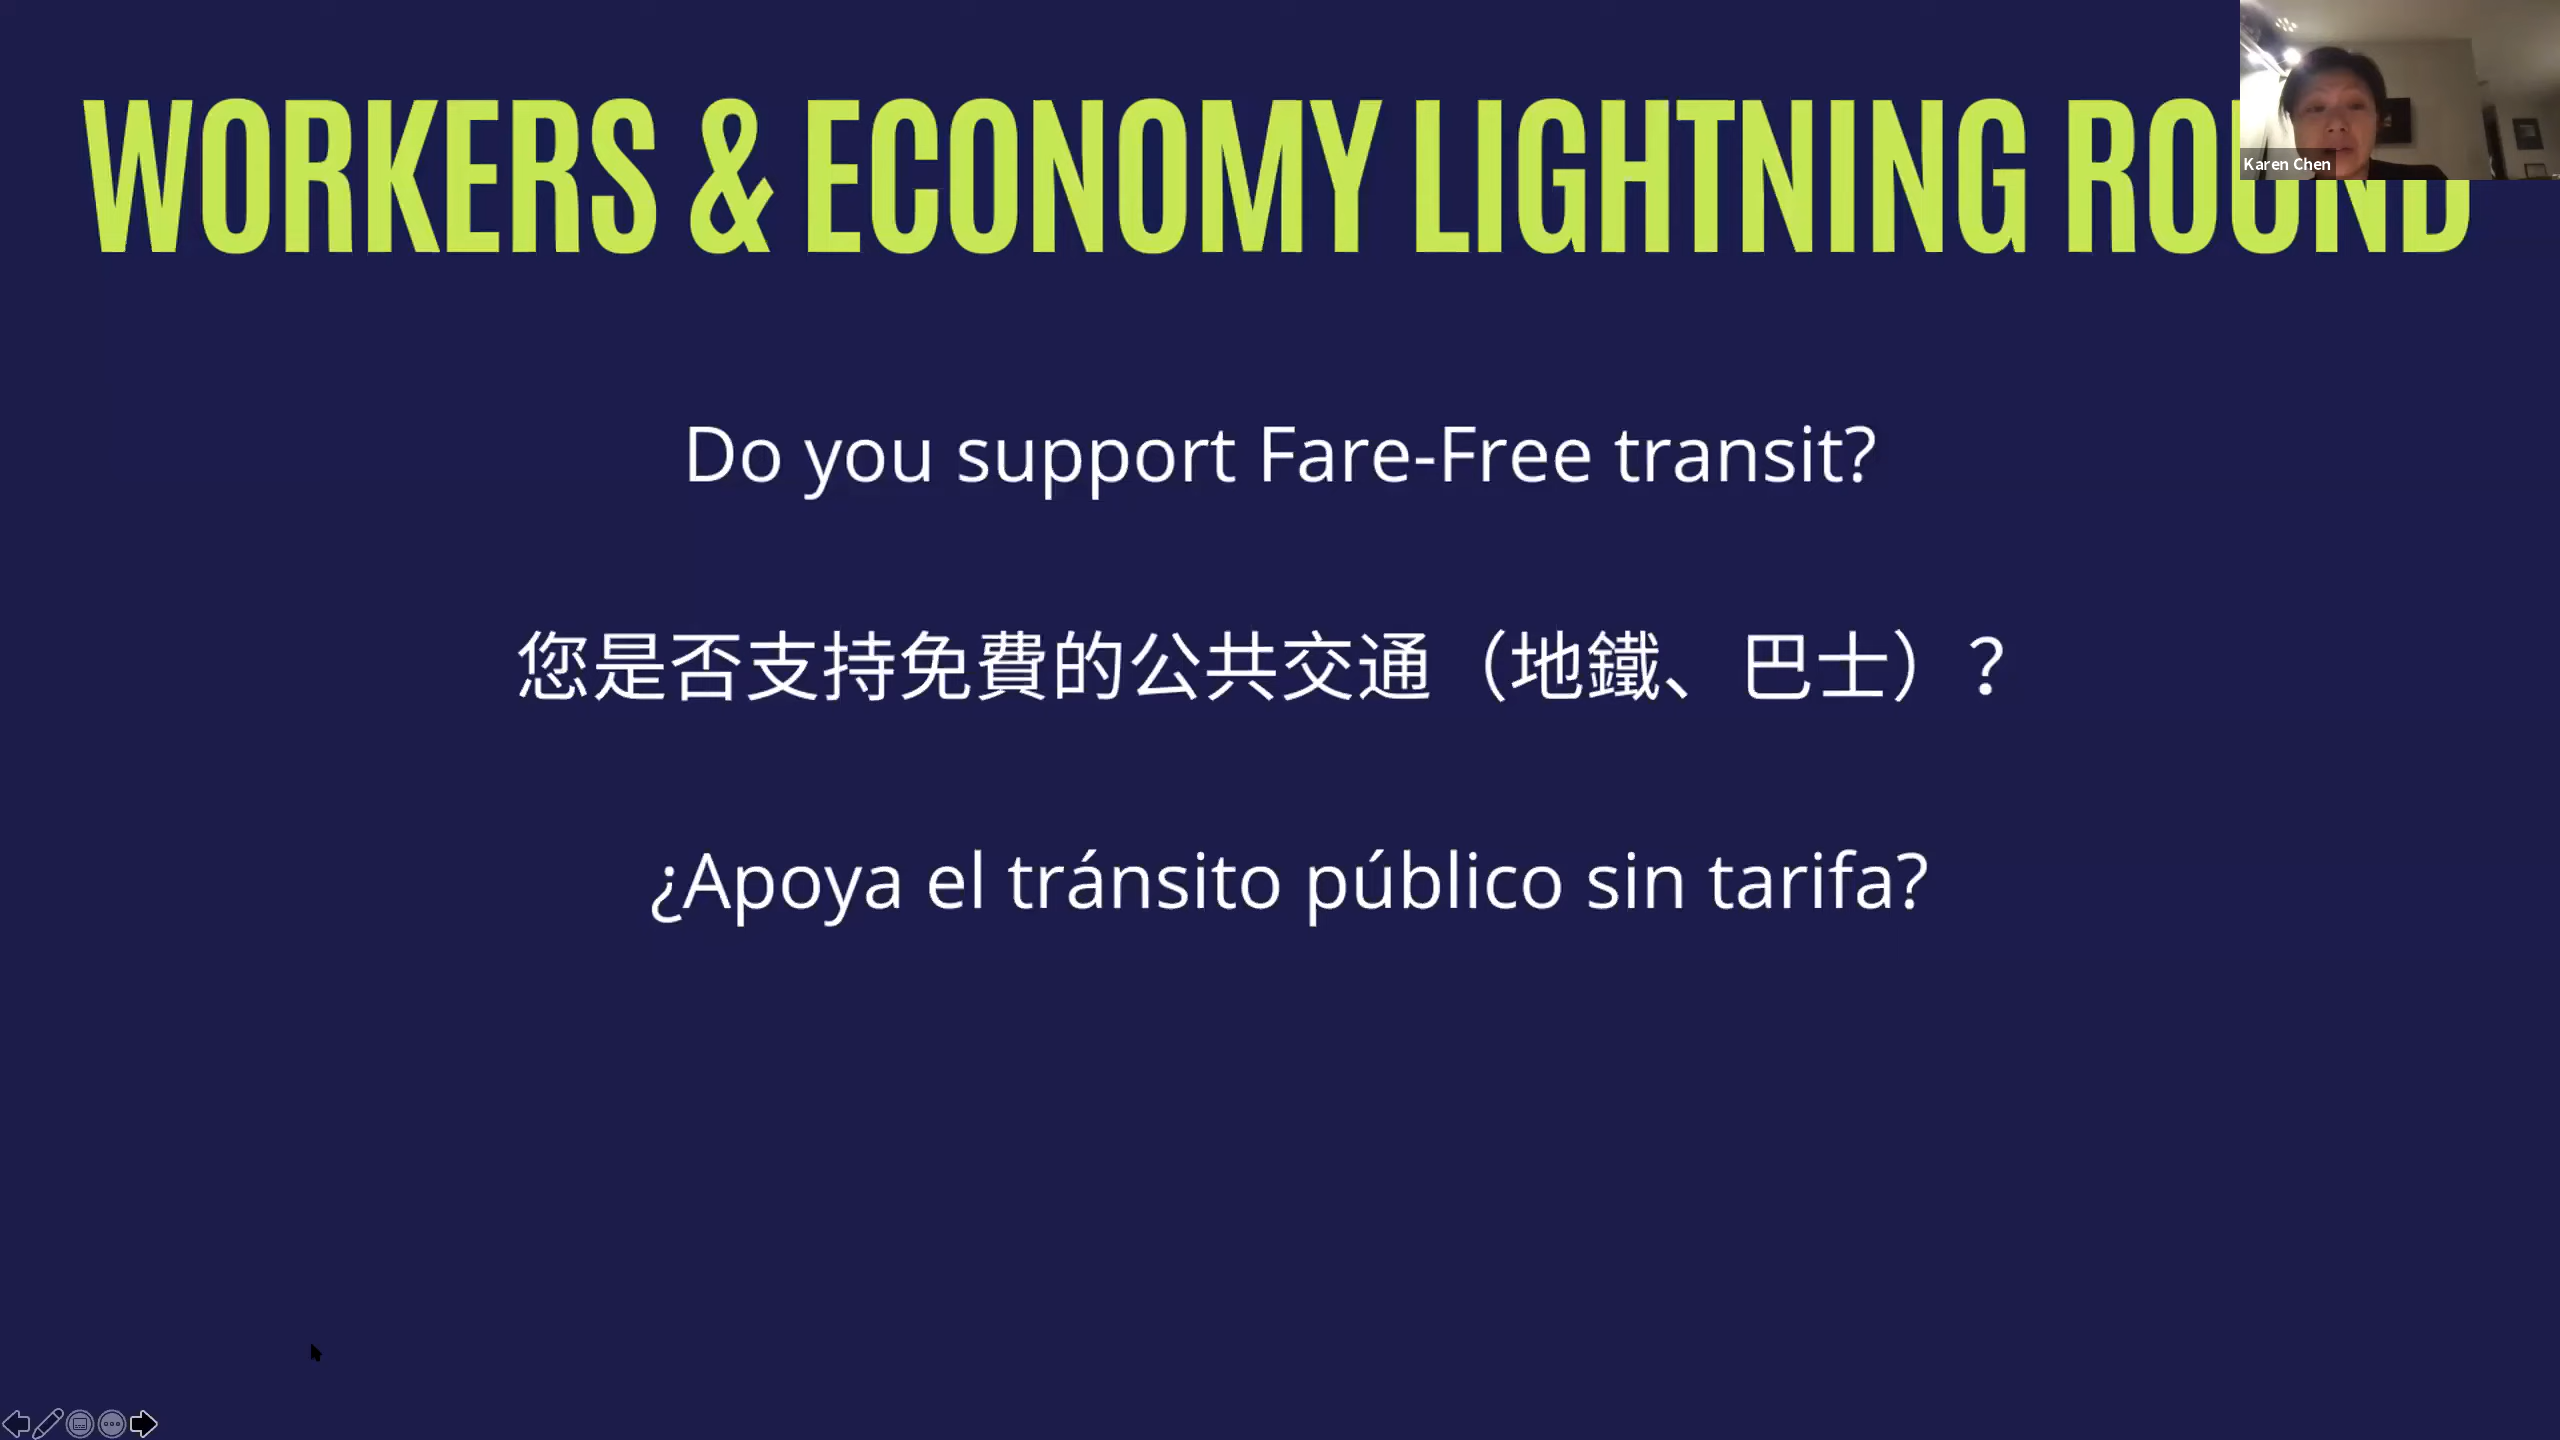 WORKERS & ECONOMY LIGHTNING ROUND
Karen Chen
Do you support Fare-Free transit?
您是否支持免費的公共交通（地鐵、巴士）？
¿Apoya el tránsito público sin tarifa?